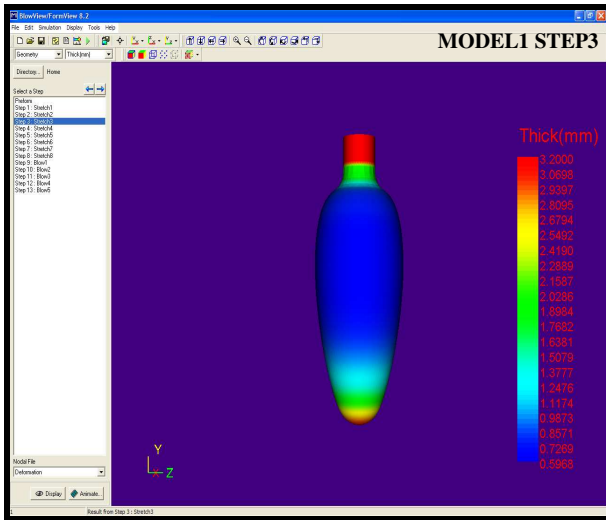 BlowView/FormView 8.2
File Edit Simulation Display Tools Help
MODEL1 STEP3
Geometry Thick(mm)
Directory... Home
Select a Step
Preform
Step 1 : Stretch1
Step 2 : Stretch2
Step 3 : Stretch3
Step 4 : Stretch4
Step 5 : Stretch5
Step 6 : Stretch6
Step 7 : Stretch7
Step 8 : Stretch8
Step 9 : Blow1
Step 10 : Blow2
Step 11 : Blow3
Step 12 : Blow4
Step 13 : Blow5
Thick(mm)
3.2000
3.0698
2.9397
2.8095
2.6794
2.5492
2.4190
2.2889
2.1587
2.0286
1.8984
1.7682
1.6381
1.5079
1.3777
1.2476
1.1174
0.9873
0.8571
0.7269
0.5968
Y
X Z
Nodal File
Deformation
Display Animate...
1 Result from Step 3 : Stretch3